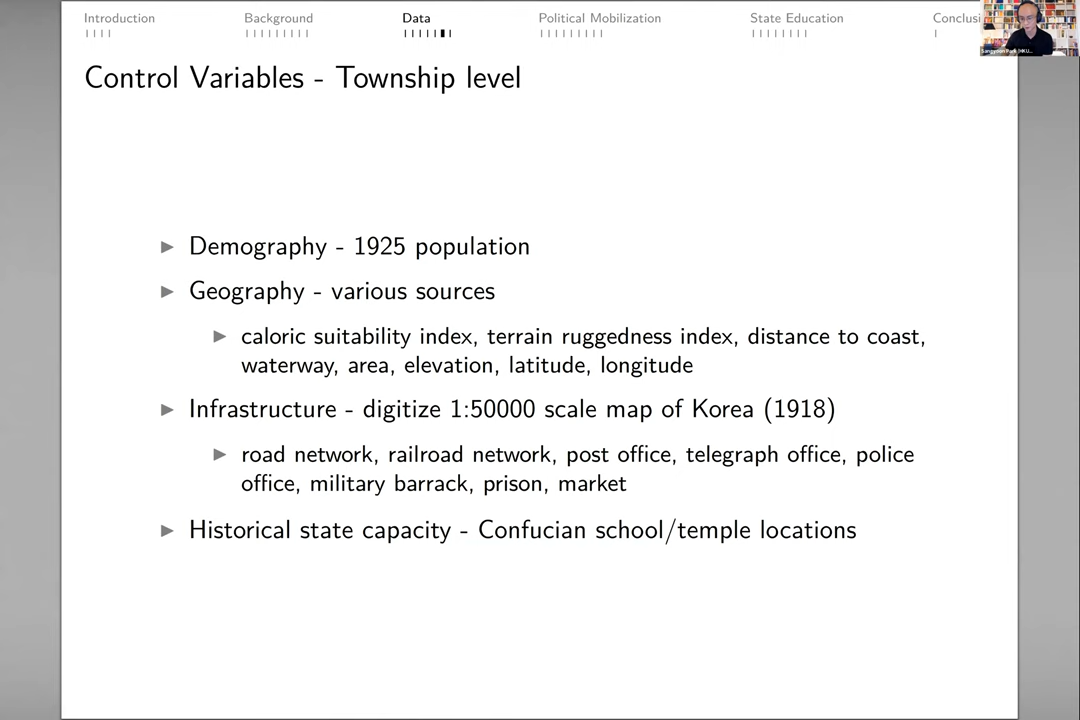 Introduction Background Data Political Mobilization State Education Conclusi
Control Variables - Township level
Demography - 1925 population
Geography - various sources
caloric suitability index, terrain ruggedness index, distance to coast,
waterway, area, elevation, latitude, longitude
Infrastructure - digitize 1:50000 scale map of Korea (1918)
road network, railroad network, post office, telegraph office, police
office, military barrack, prison, market
Historical state capacity - Confucian school/temple locations